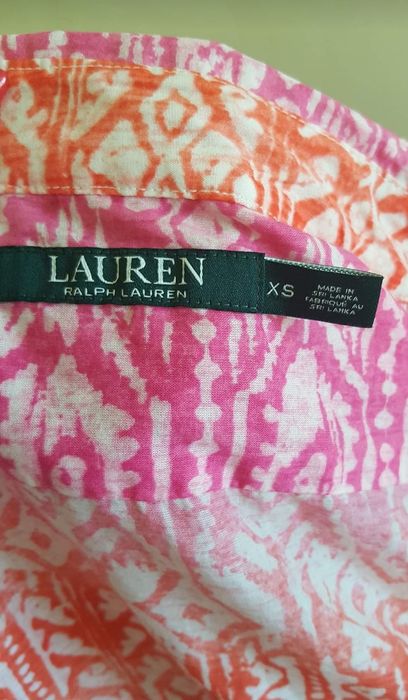 LAUREN
RALPH LAUREN
XS
MADE IN
SRI LANKA
FABRIQUÉ AU
SRI LANKA